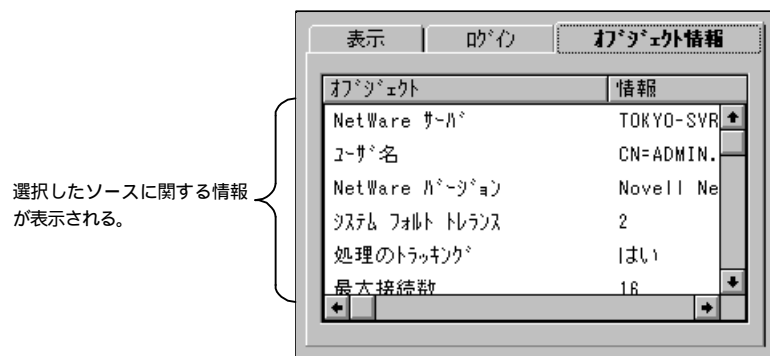 表示 ﾛｸﾞｲﾝ ｵﾌﾞｼﾞｪｸﾄ情報
ｵﾌﾞｼﾞｪｸﾄ 情報
NetWare ｻｰﾊﾞ TOKYO-SVR
ﾕｰｻﾞ名 CN=ADMIN.
NetWare ﾊﾞｰｼﾞｮﾝ Novell Ne
ｼｽﾃﾑ ﾌｫﾙﾄ ﾄﾚﾗﾝｽ 2
処理のﾄﾗｯｷﾝｸﾞ はい
最大接続数 16
選択したソースに関する情報
が表示される。